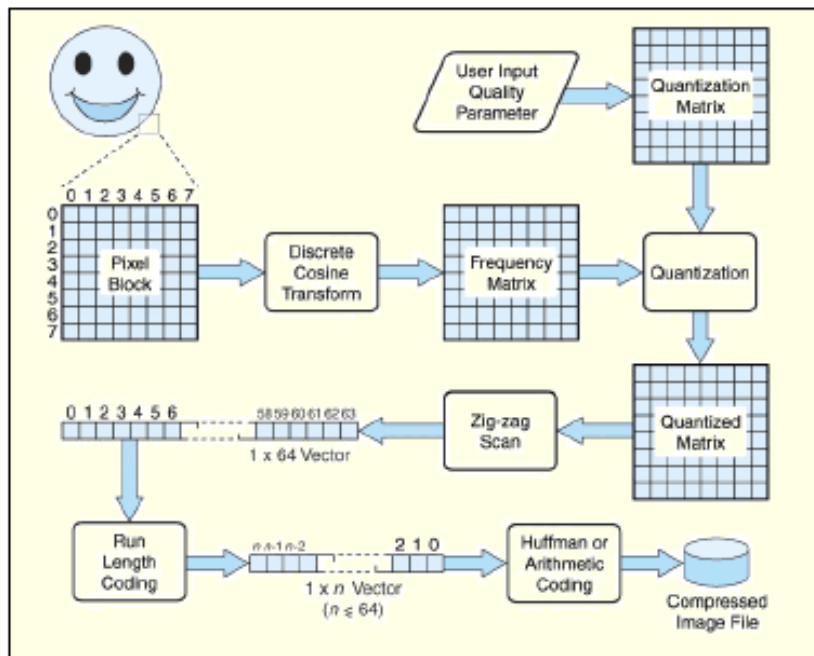 User Input
Quality
Parameter
Quantization
Matrix
0 1 2 3 4 5 6 7
0
1
2
3
4
5
6
7
Pixel
Block
Discrete
Cosine
Transform
Frequency
Matrix
Quantization
0 1 2 3 4 5 6
58 59 60 61 62 63
1 x 64 Vector
Zig-zag
Scan
Quantized
Matrix
Run
Length
Coding
n n-1 n-2
2 1 0
1 x n Vector
(n ≤ 64)
Huffman or
Arithmetic
Coding
Compressed
Image File